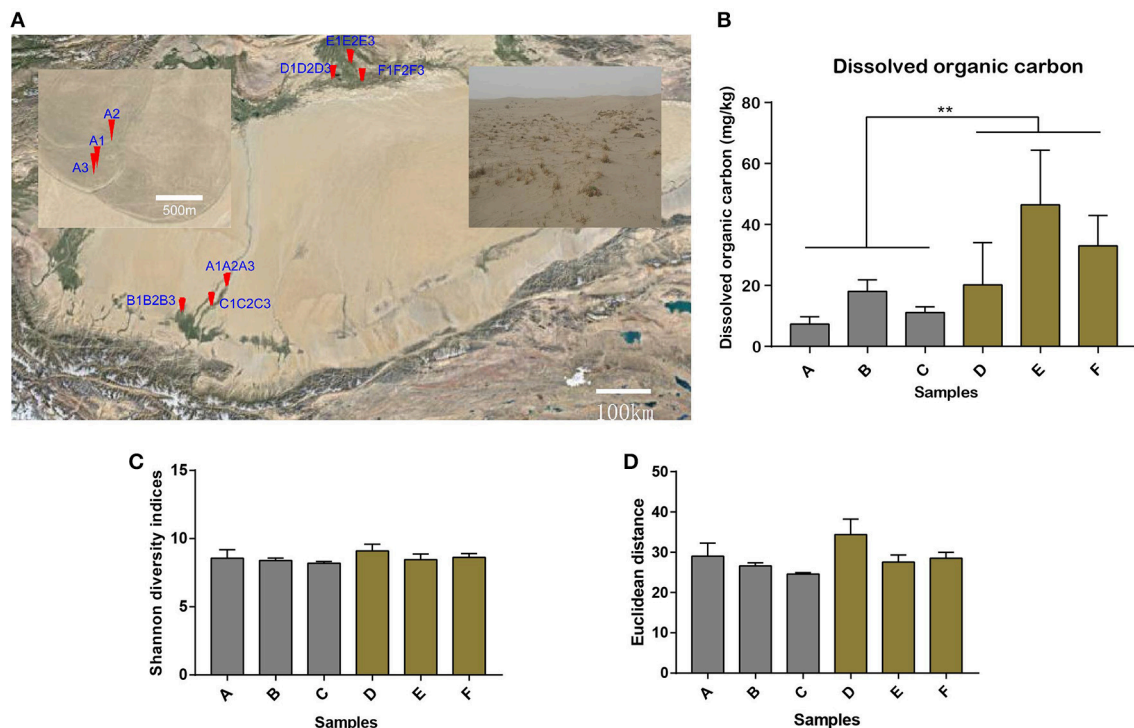 A
E1E2E3
D1D2D3
F1F2F3
A2
A1
A3
500m
A1A2A3
B1B2B3
C1C2C3
100km
B
Dissolved organic carbon
**
Dissolved organic carbon (mg/kg)
80
60
40
20
0
A B C D E F
Samples
C
Shannon diversity indices
15
10
5
0
A B C D E F
Samples
D
Euclidean distance
50
40
30
20
10
0
A B C D E F
Samples